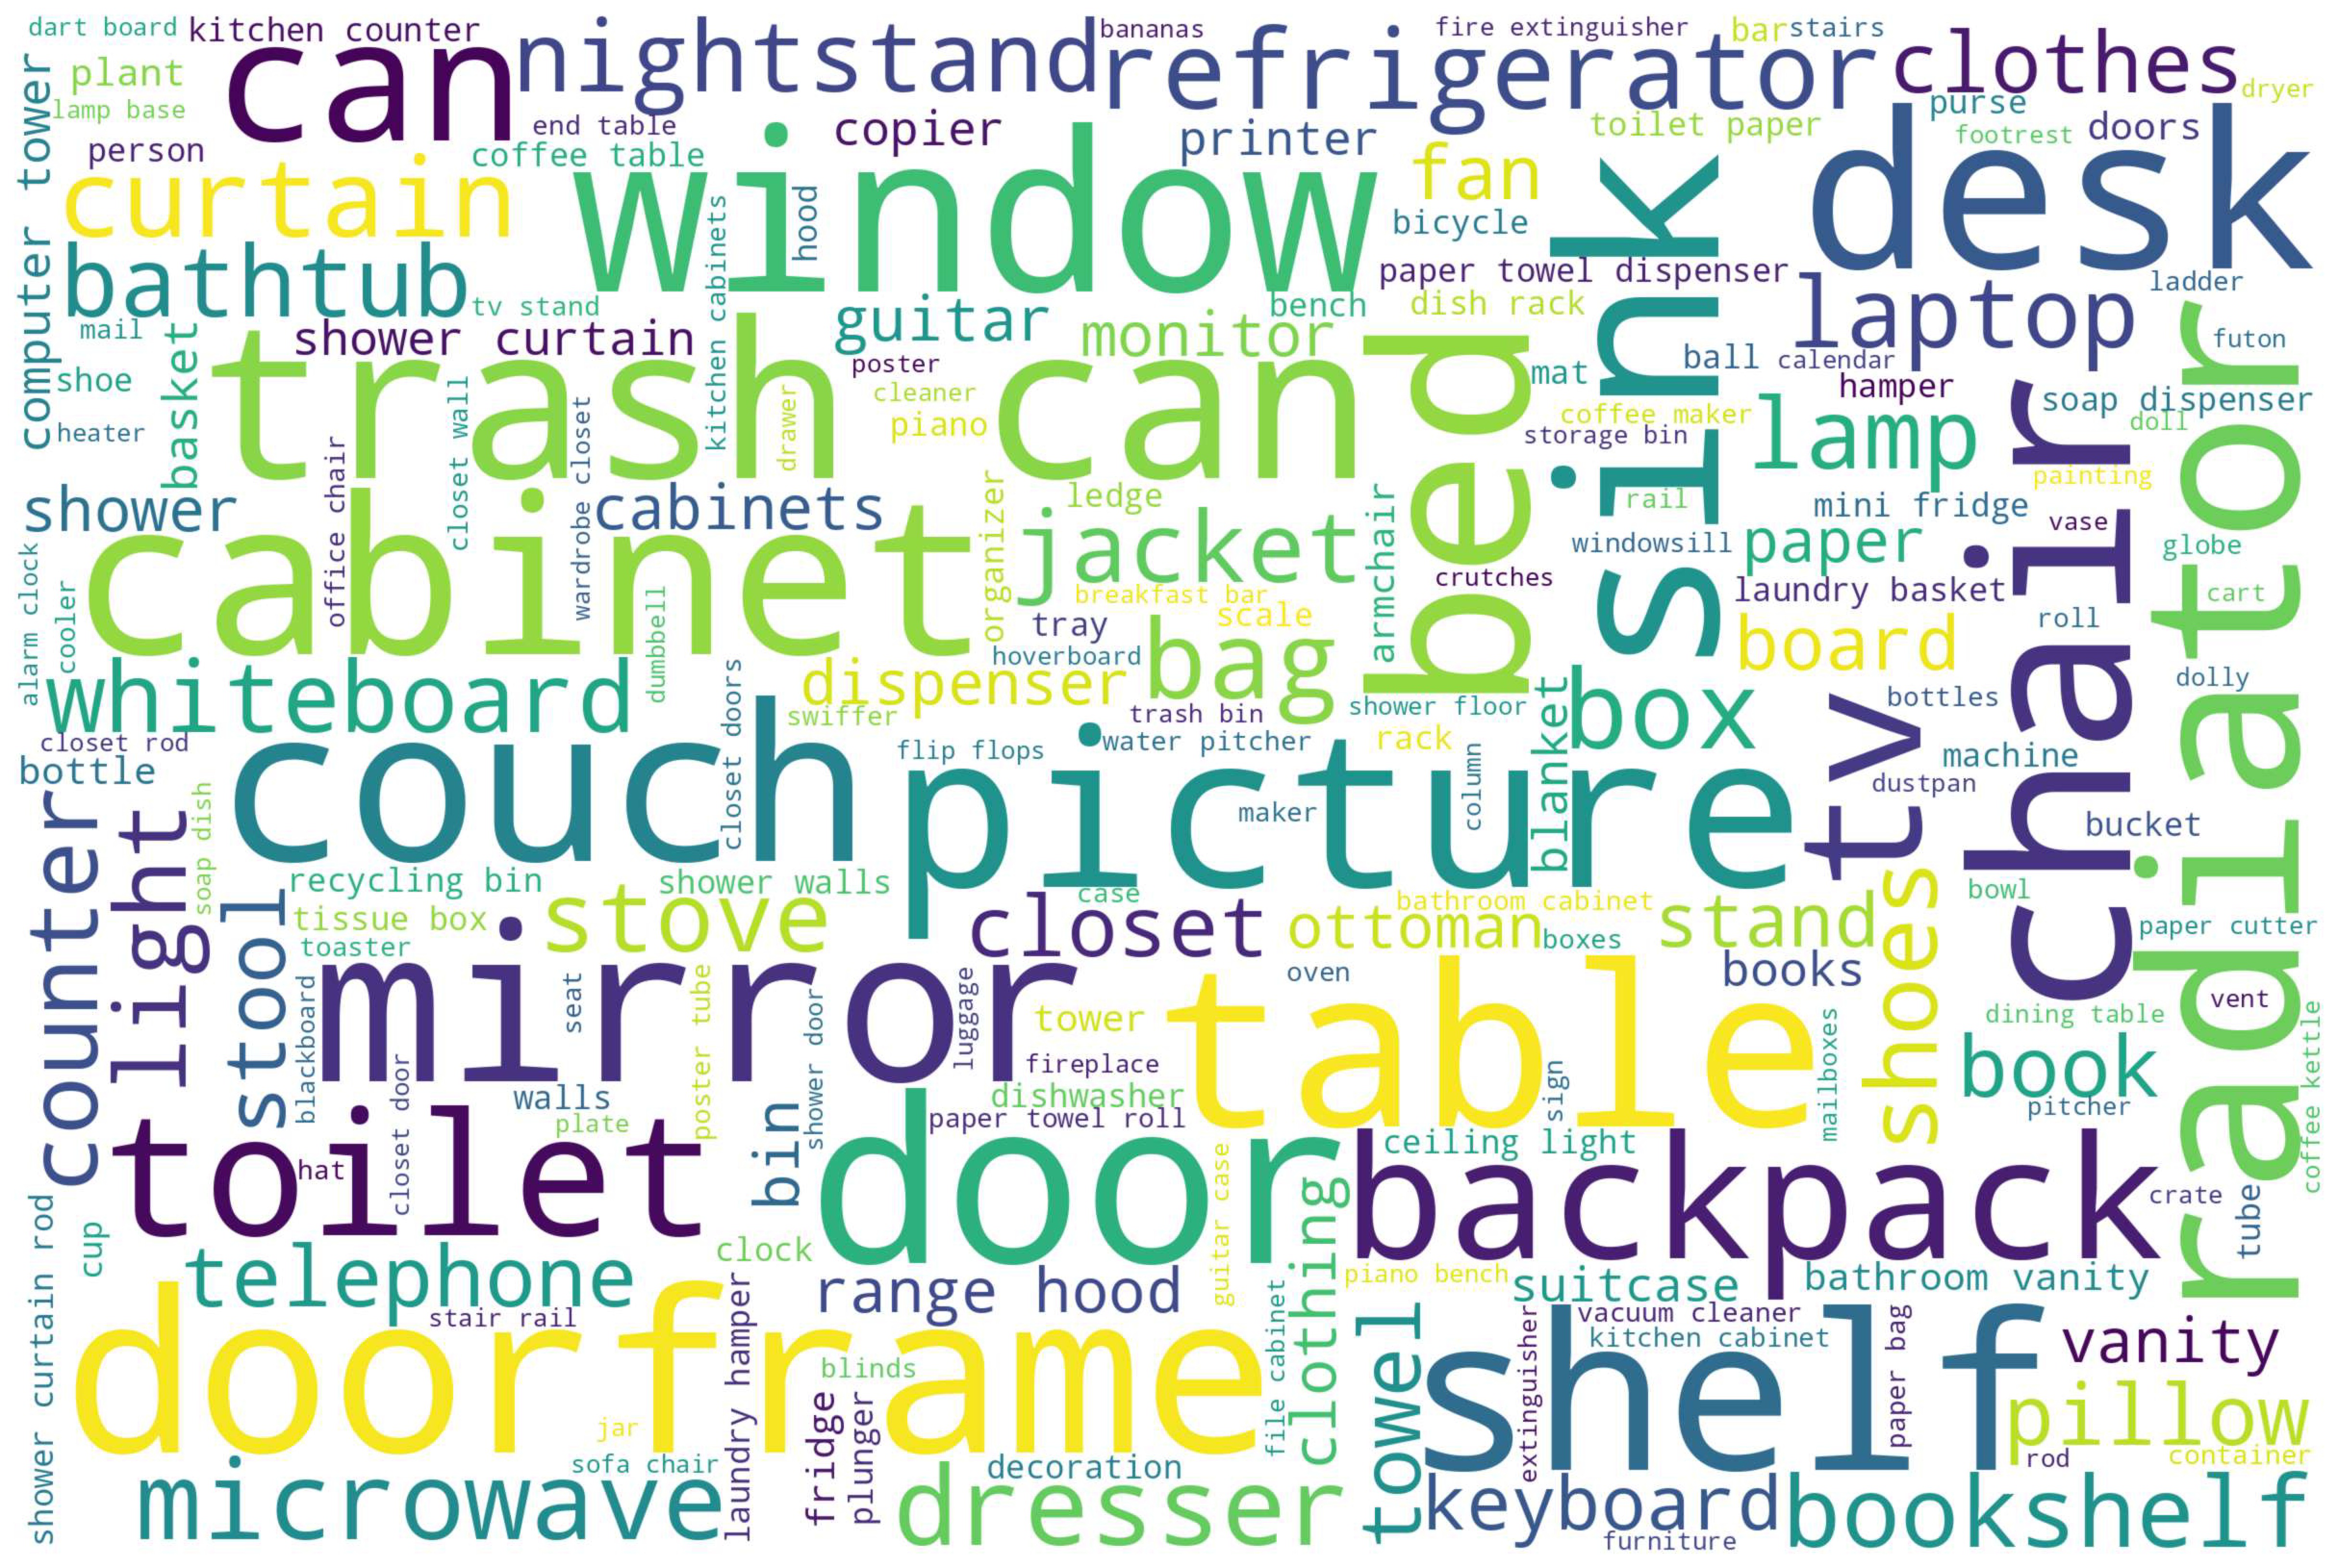 dart board
kitchen counter
can
nightstand
bananas
refrigerator
fire extinguisher
bar
stairs
clothes
computer tower
plant
lamp base
person
end table
coffee table
copier
printer
toilet paper
purse
dryer
footrest
doors
curtain
window
hood
kitchen cabinets
fan
bicycle
sink
desk
bathtub
tv stand
guitar
bench
paper towel dispenser
dish rack
laptop
ladder
mail
basket
shower curtain
trash can
poster
monitor
bed
mat
ball
calendar
futon
radiator
chair
shoe
heater
cleaner
piano
drawer
closet wall
wardrobe closet
office chair
coffee maker
storage bin
hamper
lamp
soap dispenser
doll
painting
shower
cabinet
cabinets
organizer
ledge
jacket
armchair
rail
windowsill
mini fridge
paper
vase
globe
cart
alarm clock
cooler
dumbbell
breakfast bar
scale
crutches
laundry basket
roll
tray
hoverboard
bag
board
whiteboard
closet doors
dispenser
swiffer
trash bin
shower floor
blanket
box
tv
bottles
dolly
closet rod
bottle
couch
flip flops
water pitcher
rack
column
picture
maker
machine
dustpan
bucket
counter
light
soap dish
stool
recycling bin
shower walls
case
bathroom cabinet
bowl
tissue box
toaster
stove
closet
ottoman
boxes
stand
shoes
paper cutter
blackboard
mirror
seat
poster tube
shower door
luggage
tower
oven
books
table
vent
dining table
closet door
walls
plate
fireplace
dishwasher
paper towel roll
sign
mailboxes
book
pitcher
coffee kettle
toilet
hat
bin
door
guitar case
ceiling light
backpack
crate
tube
shower curtain rod
cup
telephone
clock
range hood
clothing
piano bench
suitcase
bathroom vanity
stair rail
laundry hamper
doorframe
blinds
file cabinet
towel
extinguisher
vacuum cleaner
kitchen cabinet
shelf
paper bag
vanity
pillow
jar
sofa chair
fridge
plunger
decoration
rod
container
microwave
dresser
keyboard
furniture
bookshelf